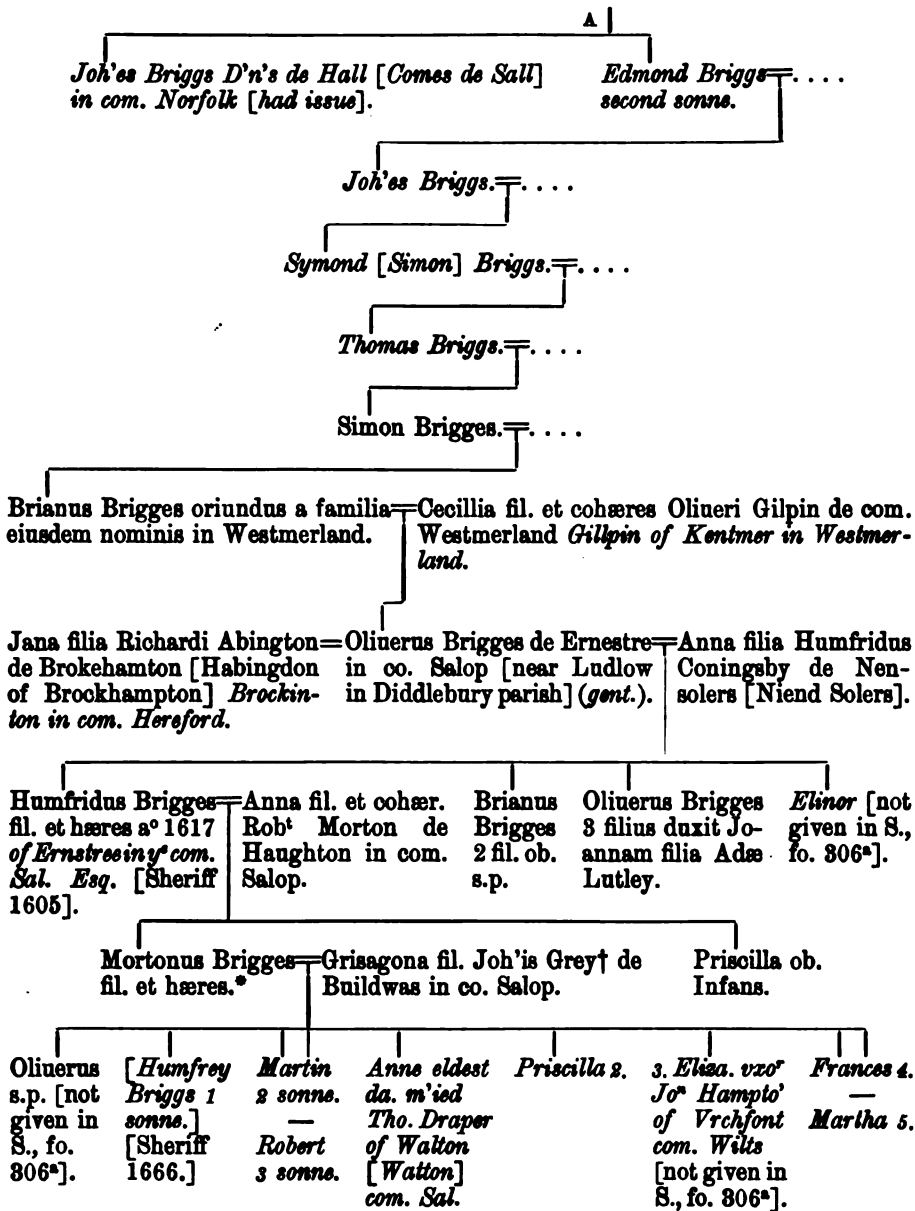 A
Joh'es Briggs D'n's de Hall [Comes de Sall]
in com. Norfolk [had issue].
Edmond Briggs=. . . .
second sonne.
Joh'es Briggs.=. . . .
Symond [Simon] Briggs.=. . . .
Thomas Briggs.=. . . .
Simon Brigges.=. . . .
Brianus Brigges oriundus a familia=
eiusdem nominis in Westmerland.
Cecillia fil. et cohæres Oliueri Gilpin de com.
Westmerland Gillpin of Kentmer in Westmer-
land.
Jana filia Richardi Abington=
de Brokehamton [Habingdon
of Brockhampton] Brockin-
ton in com. Hereford.
Oliuerus Brigges de Ernestre=
in co. Salop [near Ludlow
in Diddlebury parish] (gent.).
Anna filia Humfridus
Coningsby de Nen-
solers [Niend Solers].
Humfridus Brigges=
fil. et hæres aº 1617
of Ernstree in yᵉ com.
Sal. Esq. [Sheriff
1605].
Anna fil. et cohær.
Robᵗ Morton de
Haughton in com.
Salop.
Brianus
Brigges
2 fil. ob.
s.p.
Oliuerus Brigges
3 filius duxit Jo-
annam filia Adæ
Lutley.
Elinor [not
given in S.,
fo. 306ᵃ].
Mortonus Brigges=
fil. et hæres.*
Grisagona fil. Joh'is Grey† de
Buildwas in co. Salop.
Priscilla ob.
Infans.
Oliuerus
s.p. [not
given in
S., fo.
306ᵃ].
[Humfrey
Briggs 1
sonne.]
[Sheriff
1666.]
Martin
2 sonne.
—
Robert
3 sonne.
Anne eldest
da. m'ied
Tho. Draper
of Walton
[Watton]
com. Sal.
Priscilla 2.
3. Eliza. vxoʳ
Joⁿ Hampto'
of Vrchfont
com. Wilts
[not given in
S., fo. 306ᵃ].
Frances 4.
—
Martha 5.